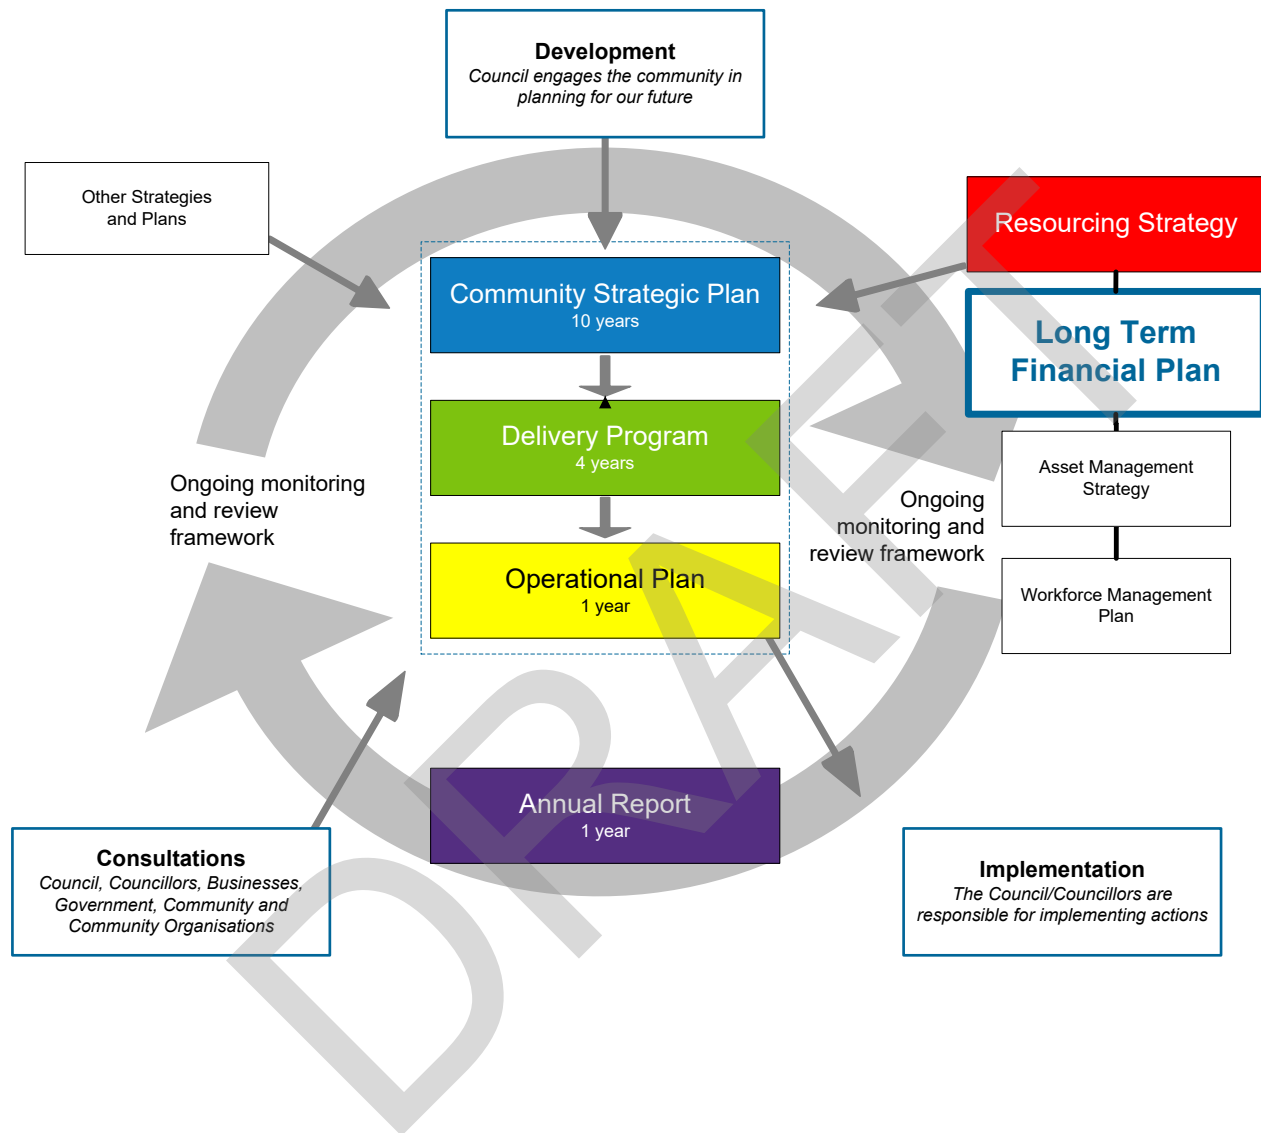 Development
Council engages the community in
planning for our future
Other Strategies
and Plans
Resourcing Strategy
Community Strategic Plan
10 years
Long Term
Financial Plan
Delivery Program
4 years
Asset Management
Strategy
Ongoing monitoring
and review
framework
Ongoing
monitoring and
review framework
Operational Plan
1 year
Workforce Management
Plan
Annual Report
1 year
Consultations
Council, Councillors, Businesses,
Government, Community and
Community Organisations
Implementation
The Council/Councillors are
responsible for implementing actions
DRAFT